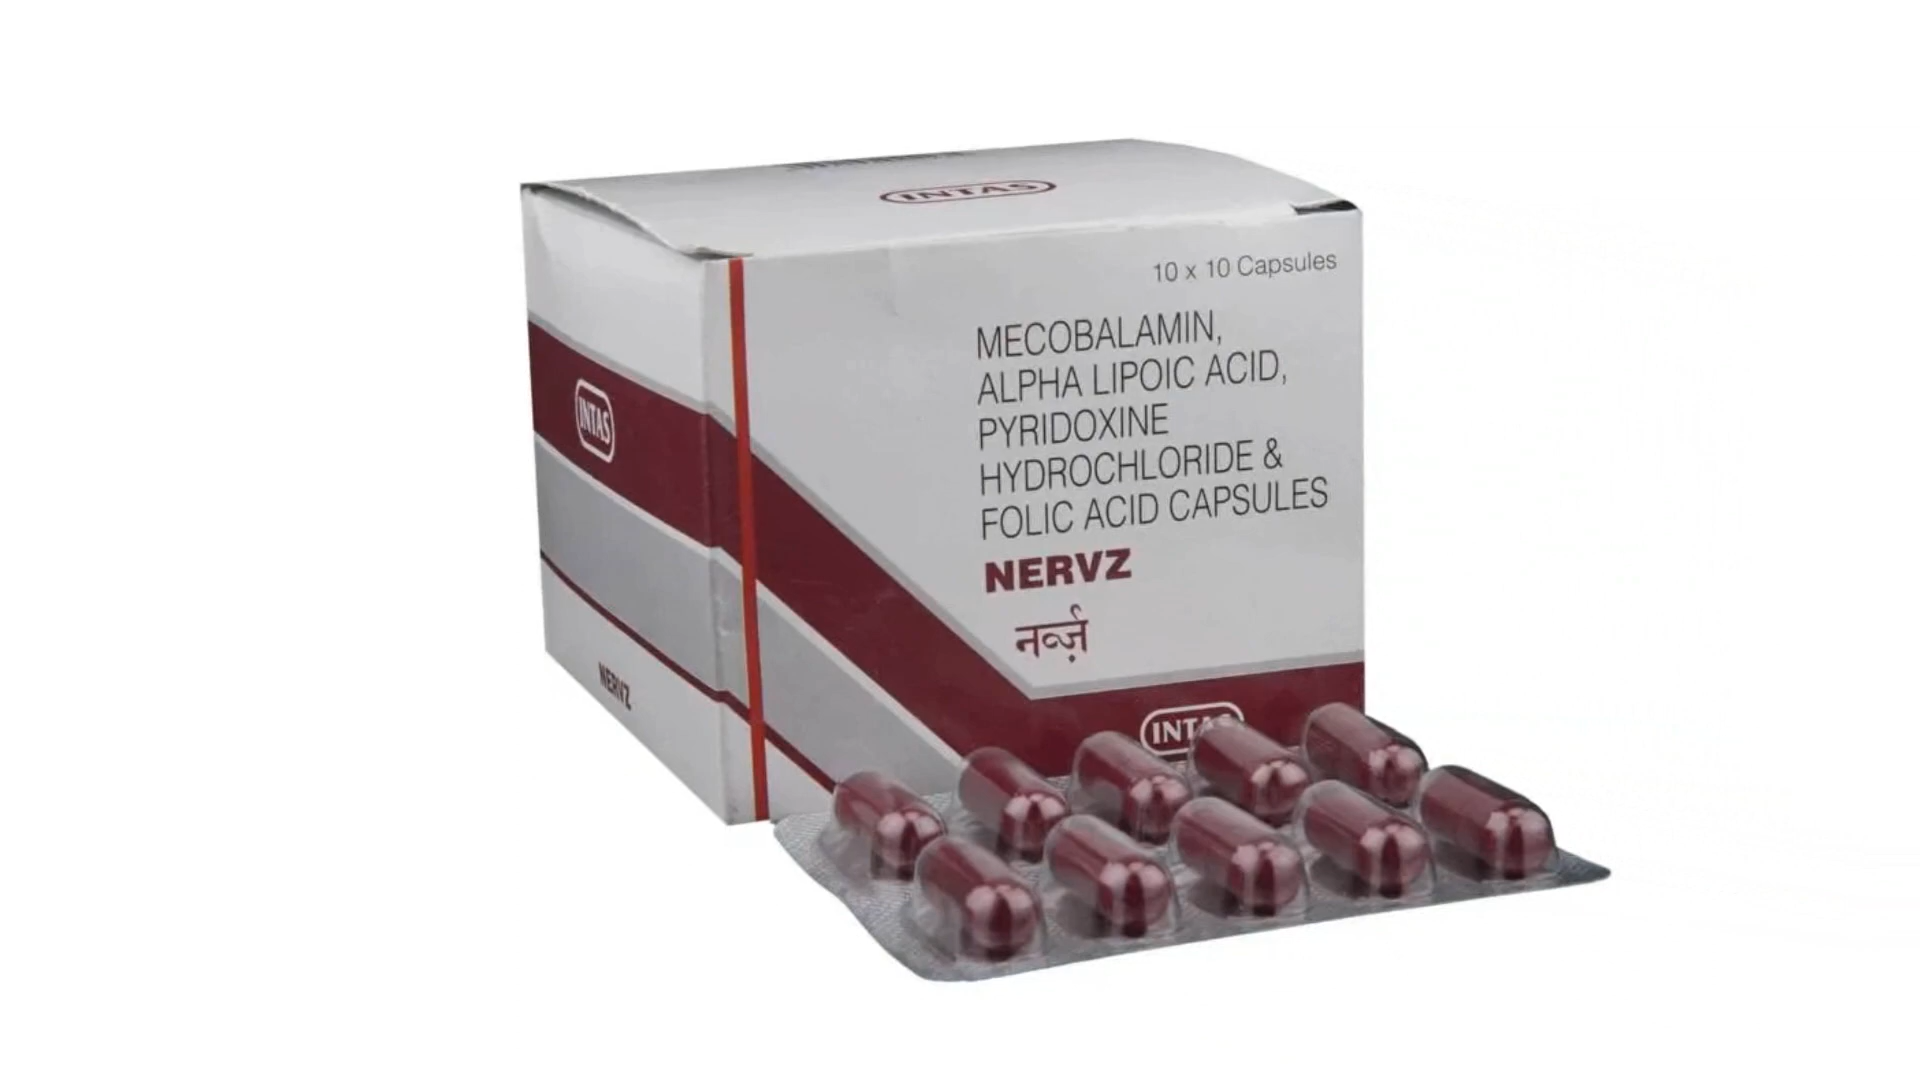 INTAS
10 x 10 Capsules
MECOBALAMIN,
ALPHA LIPOIC ACID,
PYRIDOXINE
HYDROCHLORIDE &
FOLIC ACID CAPSULES
NERVZ
नर्व्ज़
INTAS
INTAS
NERVZ